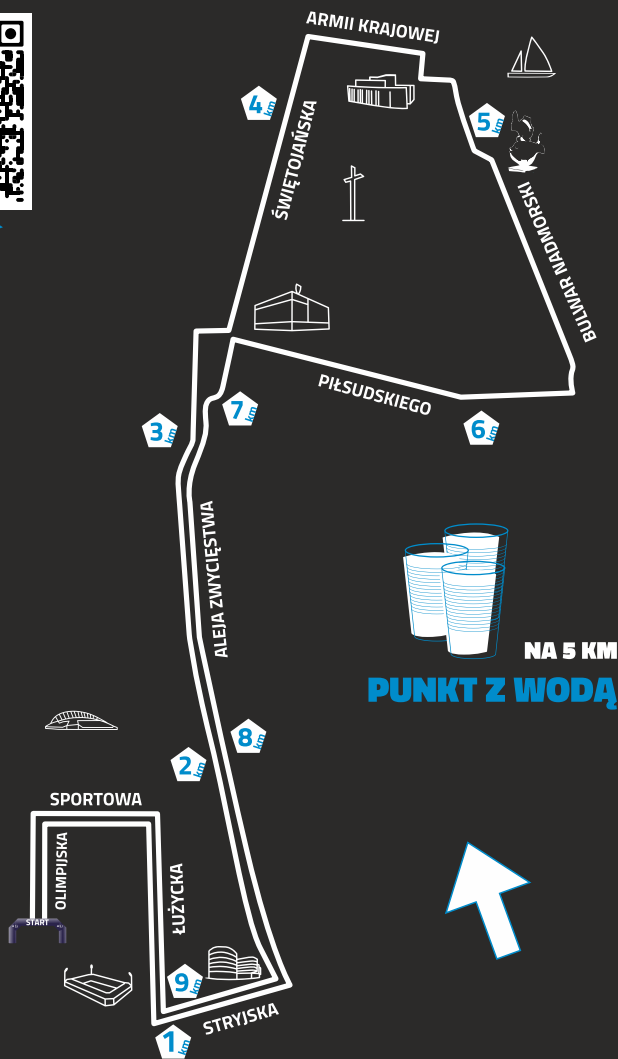 ARMII KRAJOWEJ
4 km
5 km
ŚWIĘTOJAŃSKA
BULWAR NADMORSKI
PIŁSUDSKIEGO
7 km
3 km
6 km
ALEJA ZWYCIĘSTWA
NA 5 KM
PUNKT Z WODĄ
8 km
2 km
SPORTOWA
OLIMPIJSKA
ŁUŻYCKA
START
9 km
STRYJSKA
1 km